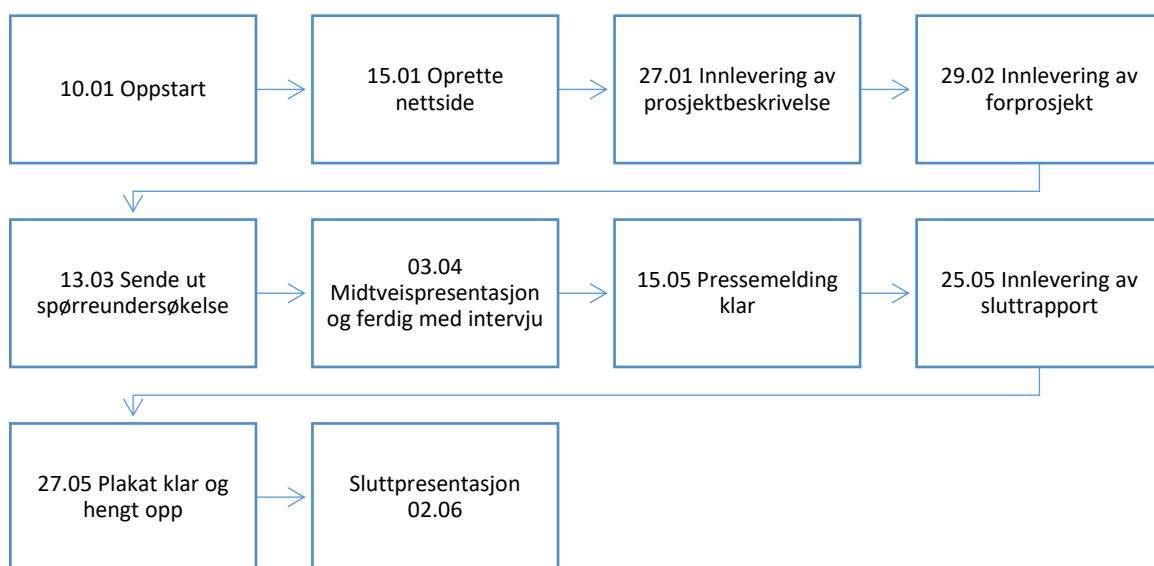 10.01 Oppstart
15.01 Oprette
nettside
27.01 Innlevering av
prosjektbeskrivelse
29.02 Innlevering av
forprosjekt
13.03 Sende ut
spørreundersøkelse
03.04
Midtveispresentasjon
og ferdig med intervju
15.05 Pressemelding
klar
25.05 Innlevering av
sluttrapport
27.05 Plakat klar og
hengt opp
Sluttpresentasjon
02.06